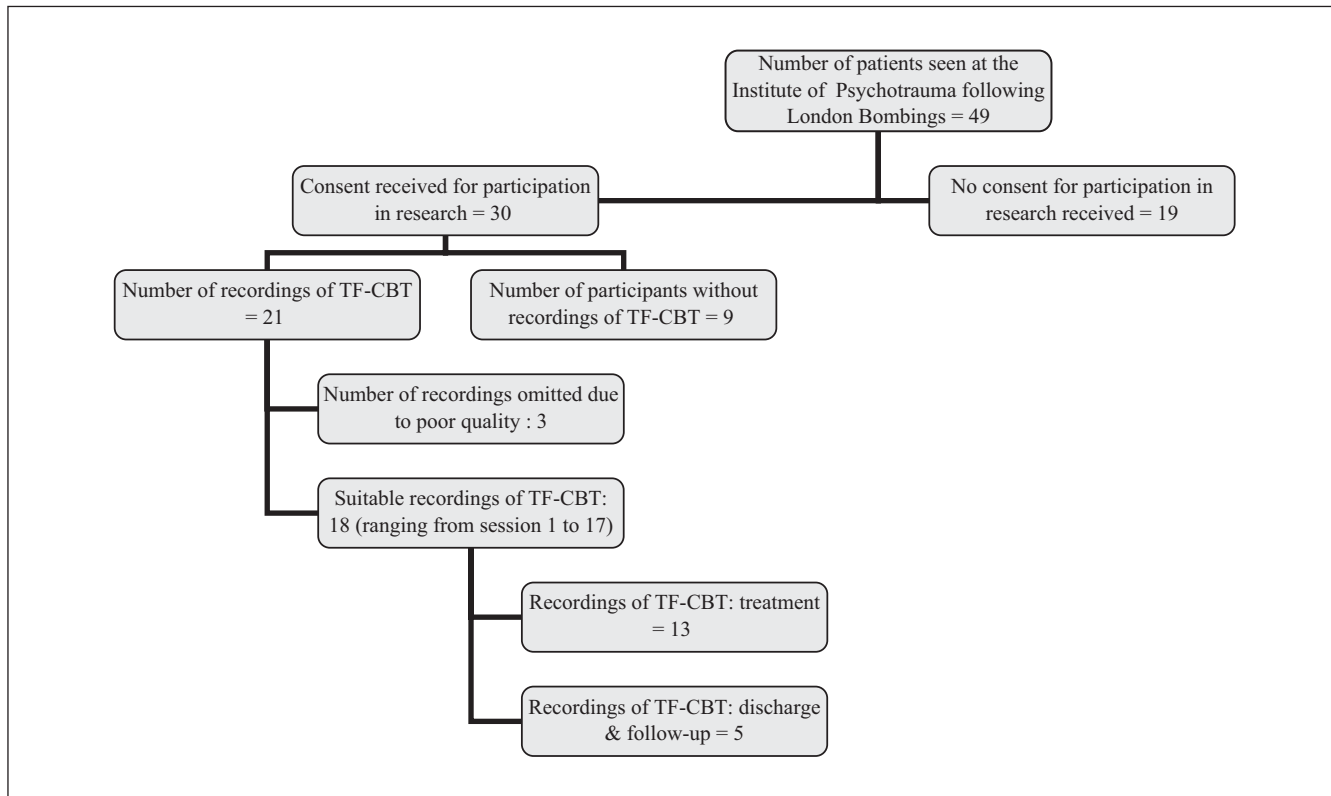 Number of patients seen at the
Institute of Psychotrauma following
London Bombings = 49
Consent received for participation
in research = 30
No consent for participation in
research received = 19
Number of recordings of TF-CBT
= 21
Number of participants without
recordings of TF-CBT = 9
Number of recordings omitted due
to poor quality : 3
Suitable recordings of TF-CBT:
18 (ranging from session 1 to 17)
Recordings of TF-CBT: treatment
= 13
Recordings of TF-CBT: discharge
& follow-up = 5